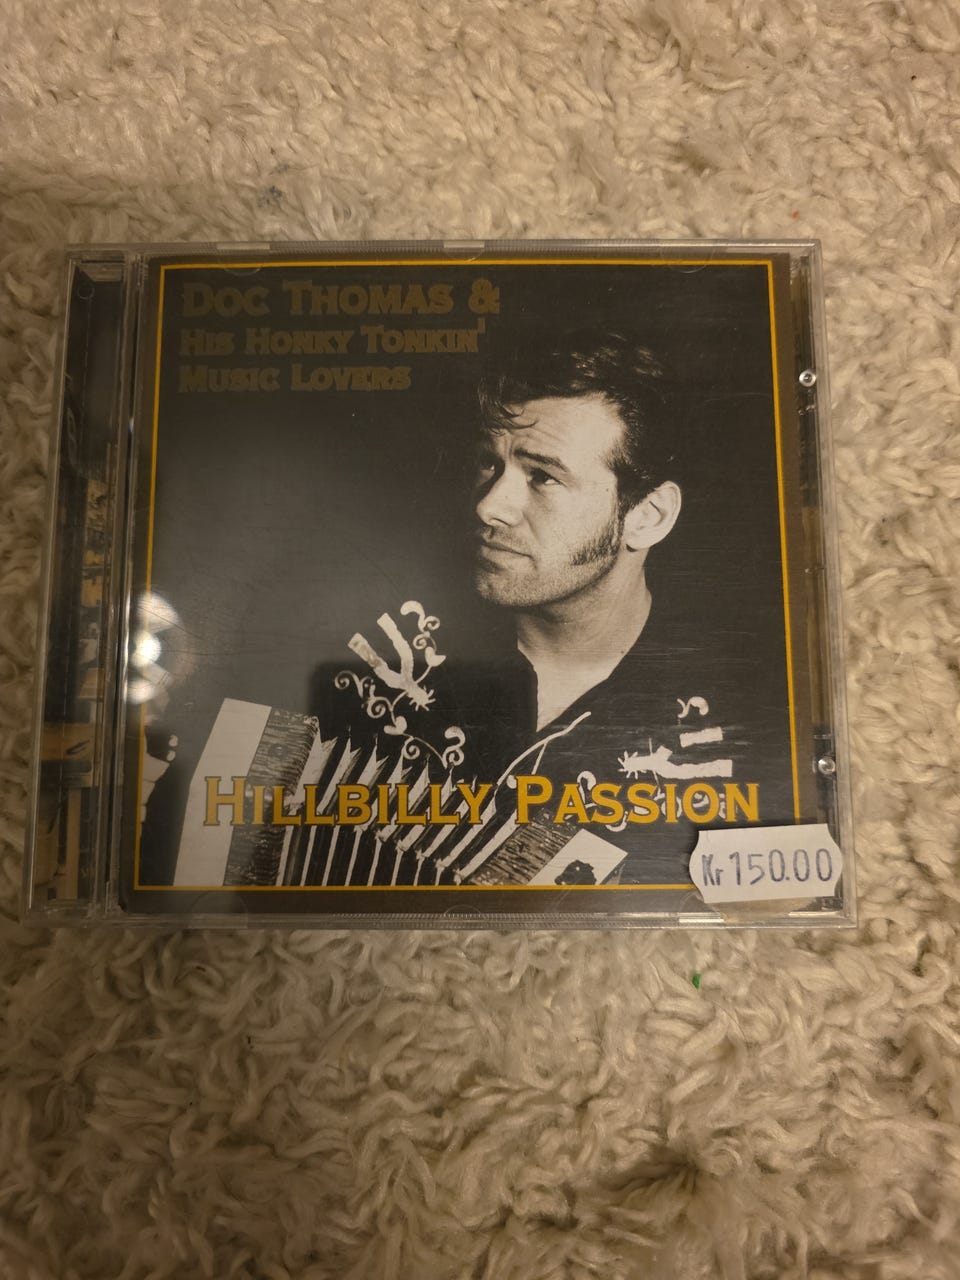 Doc Thomas &
His Honky Tonkin'
Music Lovers
Hillbilly Passion
Kr 150.00